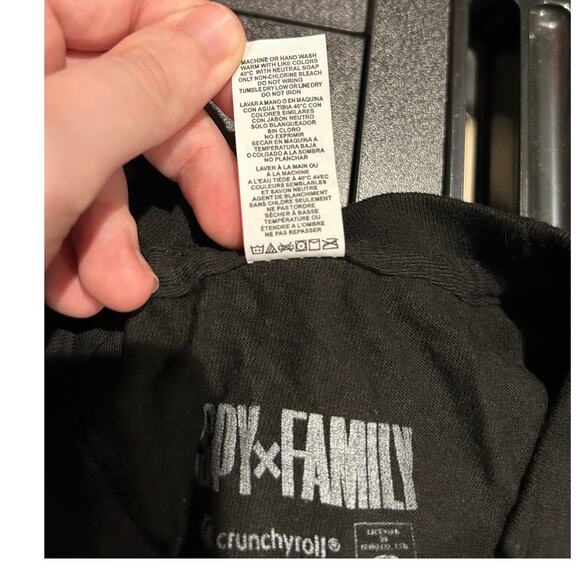 MACHINE OR HAND WASH
WARM WITH LIKE COLORS
40°C WITH NEUTRAL SOAP
ONLY NON-CHLORINE BLEACH
DO NOT WRING
TUMBLE DRY LOW OR LINE DRY
DO NOT IRON
LAVAR A MANO O EN MAQUINA
CON AGUA TIBIA 40°C CON
COLORES SIMILARES
CON JABON NEUTRO
SOLO BLANQUEADOR
SIN CLORO
NO EXPRIMIR
SECAR EN MAQUINA A
TEMPERATURA BAJA
O COLGADO A LA SOMBRA
NO PLANCHAR
LAVER À LA MAIN OU
À LA MACHINE
A L'EAU TIÈDE À 40°C AVEC
COULEURS SEMBLABLES
ET SAVON NEUTRE
AGENT DE BLANCHIMENT
SANS CHLORE SEULEMENT
NE PAS TORDRE
SÉCHER À BASSE
TEMPÉRATURE OU
ÉTENDRE A L'OMBRE
NE PAS REPASSER
SPY×FAMILY
crunchyroll®